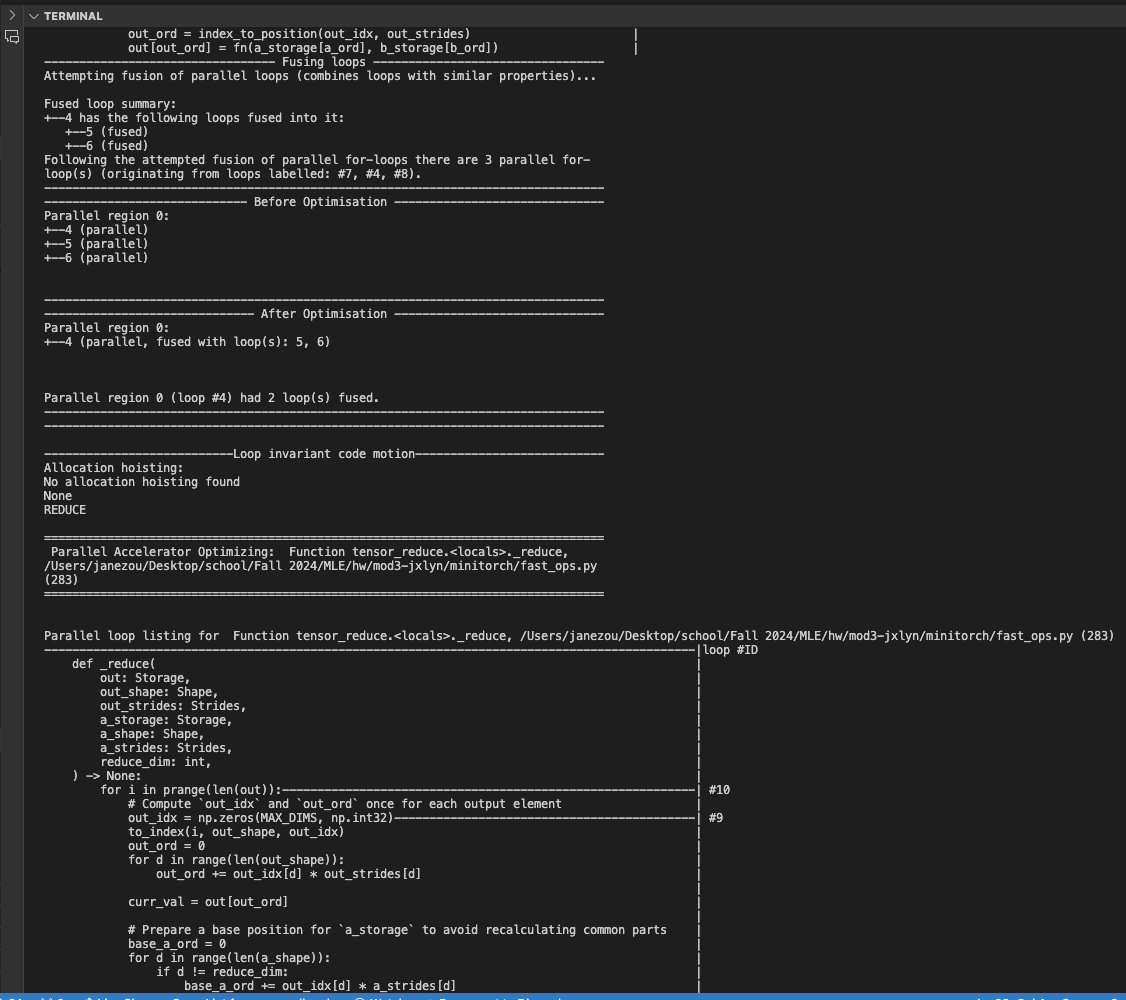 TERMINAL
out_ord = index_to_position(out_idx, out_strides) |
out[out_ord] = fn(a_storage[a_ord], b_storage[b_ord]) |
--------------------------------- Fusing loops ---------------------------------
Attempting fusion of parallel loops (combines loops with similar properties)...
Fused loop summary:
+--4 has the following loops fused into it:
+--5 (fused)
+--6 (fused)
Following the attempted fusion of parallel for-
loop(s) (originating from loops labelled: #7, #4, #8).
--------------------------------------------------------------------------------
----------------------------- Before Optimisation ------------------------------
Parallel region 0:
+--4 (parallel)
+--5 (parallel)
+--6 (parallel)
--------------------------------------------------------------------------------
------------------------------ After Optimisation ------------------------------
Parallel region 0:
+--4 (parallel, fused with loop(s): 5, 6)
Parallel region 0 (loop #4) had 2 loop(s) fused.
--------------------------------------------------------------------------------
--------------------------------------------------------------------------------
---------------------------Loop invariant code motion---------------------------
Allocation hoisting:
No allocation hoisting found
None
REDUCE
================================================================================
Parallel Accelerator Optimizing:  Function tensor_reduce.<locals>._reduce,
/Users/janezou/Desktop/school/Fall 2024/MLE/hw/mod3-jxlyn/minitorch/fast_ops.py
(283)
================================================================================
Parallel loop listing for  Function tensor_reduce.<locals>._reduce, /Users/janezou/Desktop/school/Fall 2024/MLE/hw/mod3-jxlyn/minitorch/fast_ops.py (283)
---------------------------------------------------------------------------------------------|loop #ID
def _reduce( |
out: Storage, |
out_shape: Shape, |
out_strides: Strides, |
a_storage: Storage, |
a_shape: Shape, |
a_strides: Strides, |
reduce_dim: int, |
) -> None: |
for i in prange(len(out)):-----------------------------------------------------------| #10
# Compute `out_idx` and `out_ord` once for each output element |
out_idx = np.zeros(MAX_DIMS, np.int32)-------------------------------------------| #9
to_index(i, out_shape, out_idx) |
out_ord = 0 |
for d in range(len(out_shape)): |
out_ord += out_idx[d] * out_strides[d] |
|
curr_val = out[out_ord] |
|
# Prepare a base position for `a_storage` to avoid recalculating common parts |
base_a_ord = 0 |
for d in range(len(a_shape)): |
if d != reduce_dim: |
base_a_ord += out_idx[d] * a_strides[d] |